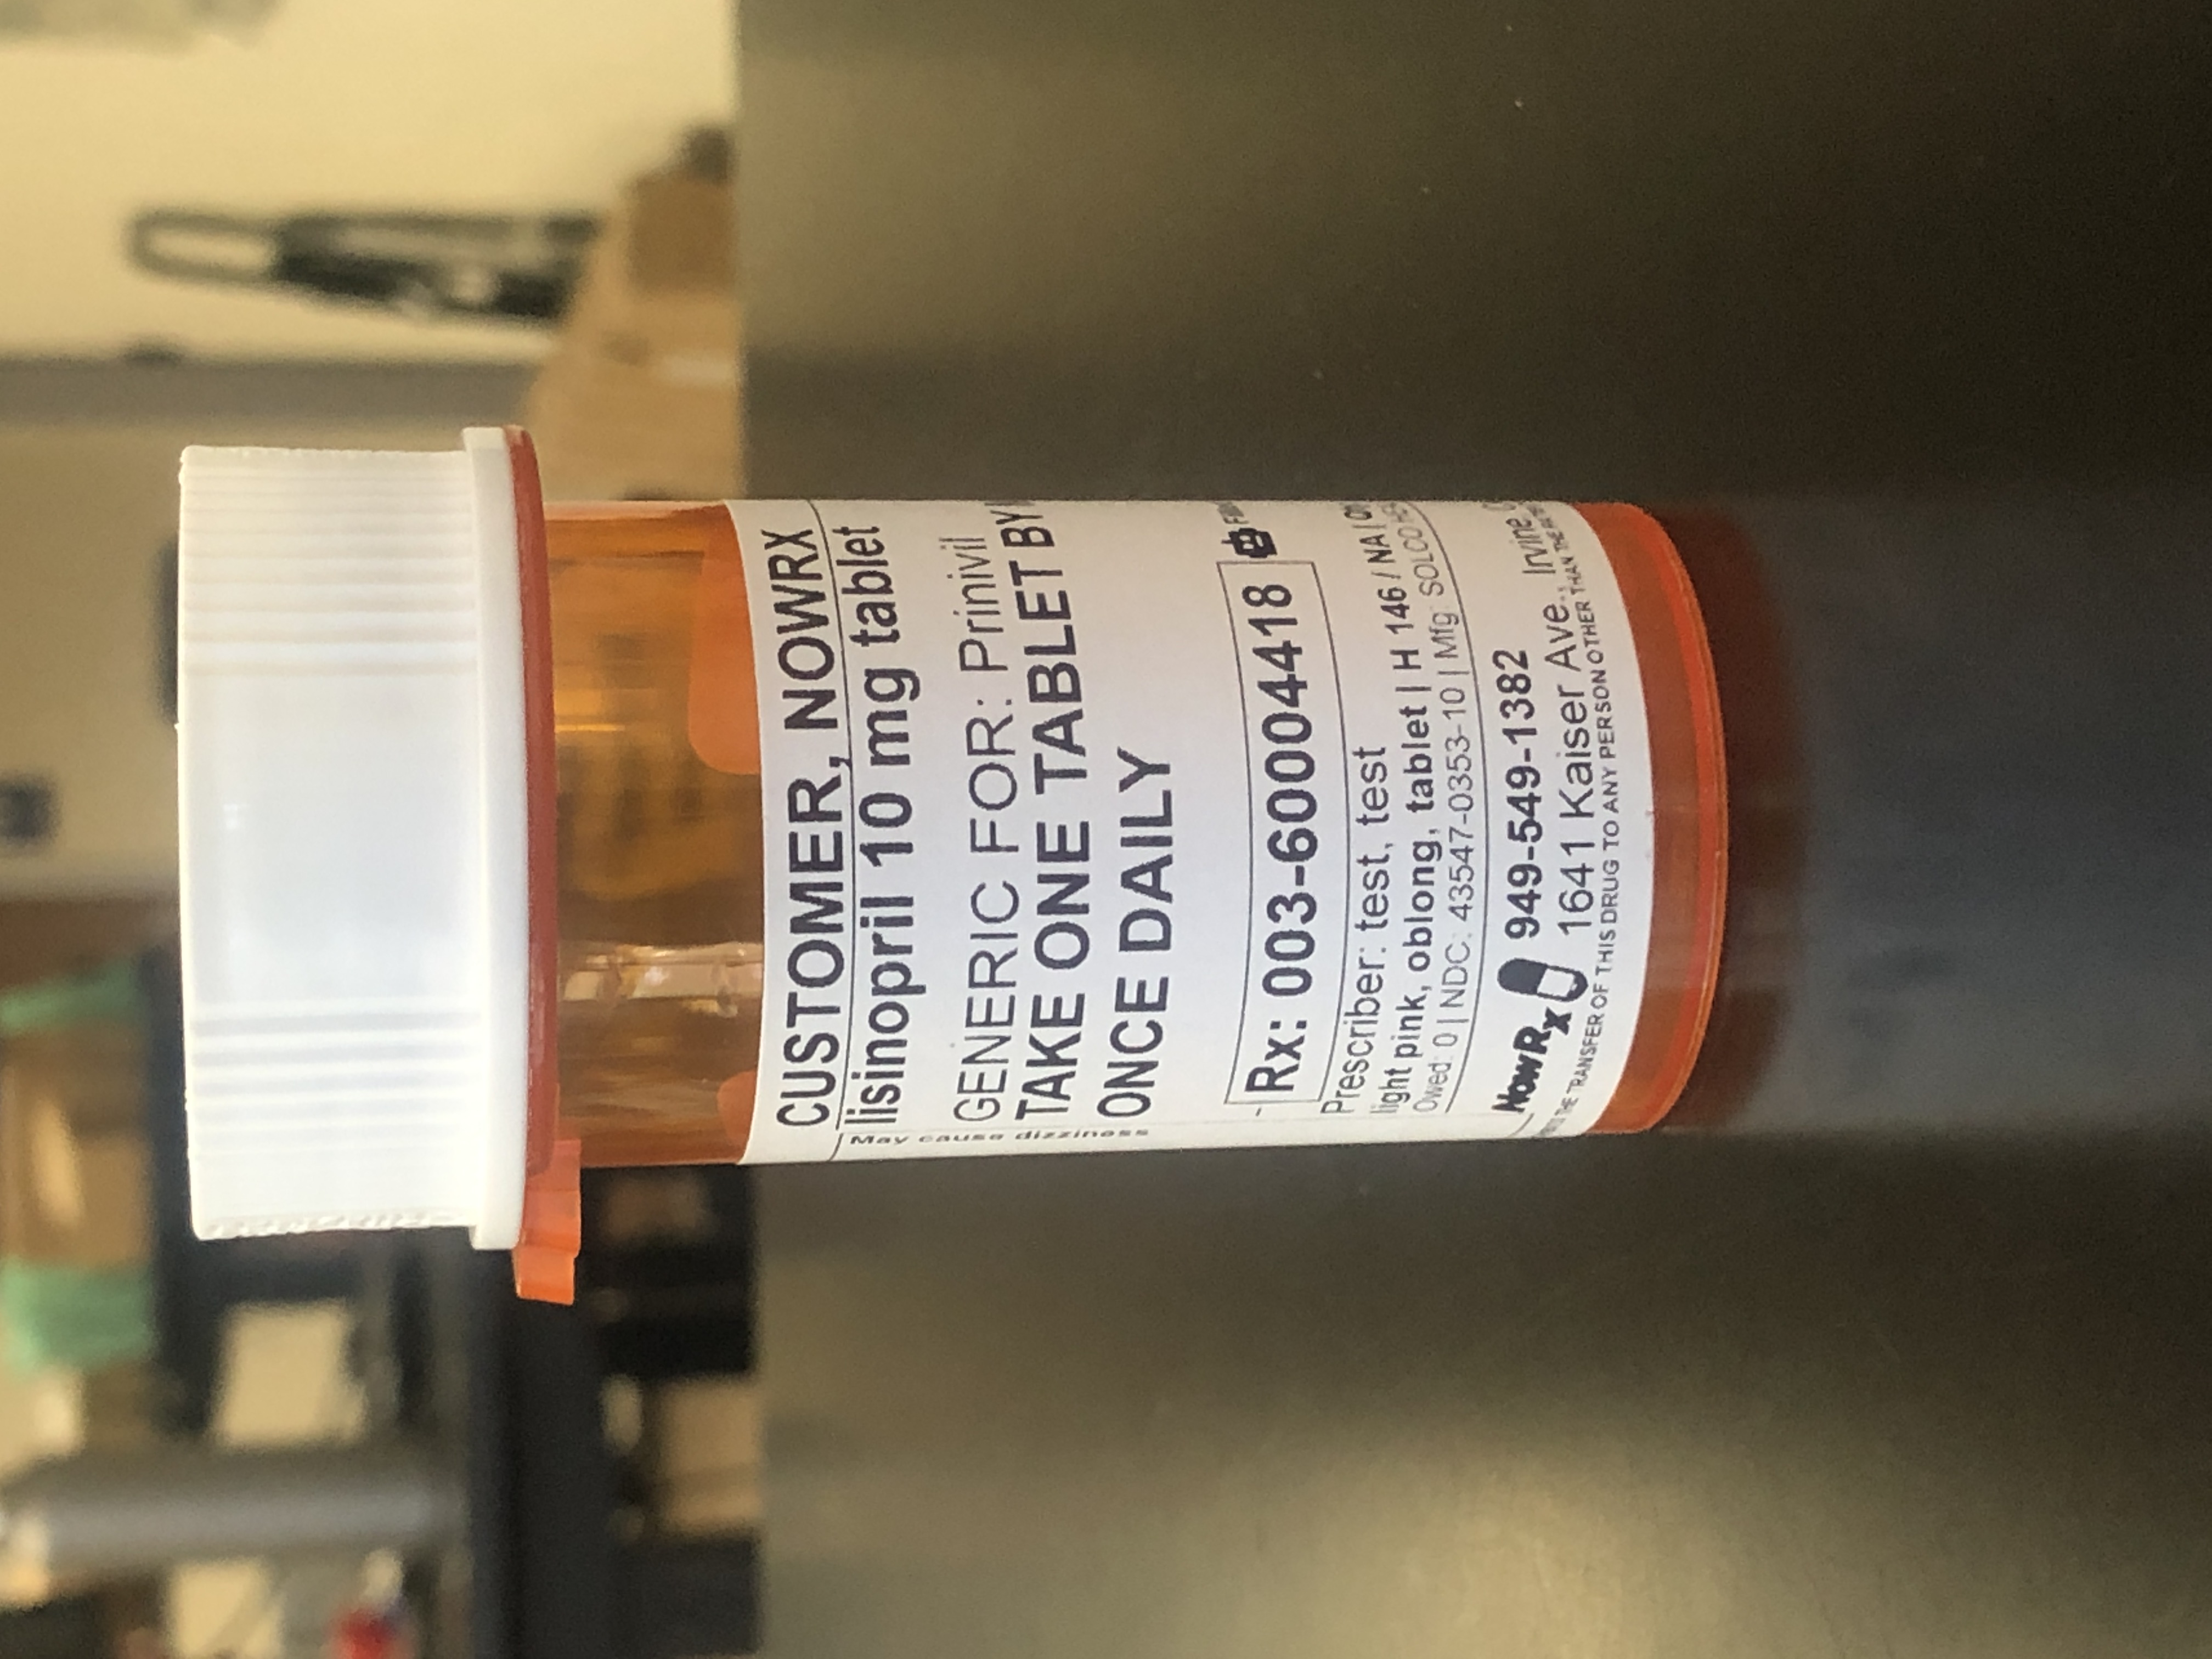 CUSTOMER, NOWRX
lisinopril 10 mg tablet
May cause dizziness
GENERIC FOR: Prinivil
TAKE ONE TABLET BY
ONCE DAILY
Rx: 003-60004418
Prescriber: test, test
light pink, oblong, tablet | H 146 / NA |
Owed: 0 | NDC: 43547-0353-10 | Mfg: SOLCO
NowRx 949-549-1382
1641 Kaiser Ave., Irvine,
THE TRANSFER OF THIS DRUG TO ANY PERSON OTHER THAN THE